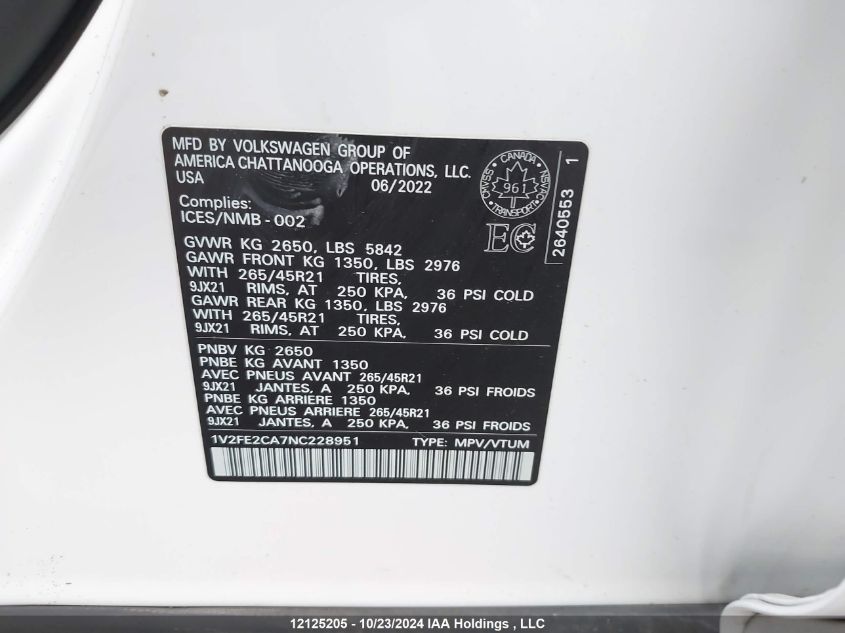 MFD BY VOLKSWAGEN GROUP OF
AMERICA CHATTANOOGA OPERATIONS, LLC.
USA 06/2022
Complies:
ICES/NMB-002
CANADA
961
TRANSPORT
CMVSS
NSVAC
EC
2640553 1
GVWR KG 2650, LBS 5842
GAWR FRONT KG 1350, LBS 2976
WITH 265/45R21 TIRES,
9JX21 RIMS, AT 250 KPA, 36 PSI COLD
GAWR REAR KG 1350, LBS 2976
WITH 265/45R21 TIRES,
9JX21 RIMS, AT 250 KPA, 36 PSI COLD
PNBV KG 2650
PNBE KG AVANT 1350
AVEC PNEUS AVANT 265/45R21
9JX21 JANTES, A 250 KPA, 36 PSI FROIDS
PNBE KG ARRIERE 1350
AVEC PNEUS ARRIERE 265/45R21
9JX21 JANTES, A 250 KPA, 36 PSI FROIDS
1V2FE2CA7NC228951 TYPE: MPV/VTUM
12125205 - 10/23/2024 IAA Holdings , LLC